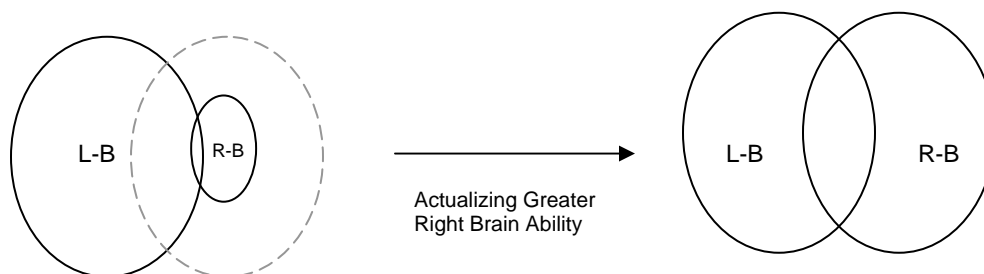 L-B
R-B
Actualizing Greater
Right Brain Ability
L-B
R-B